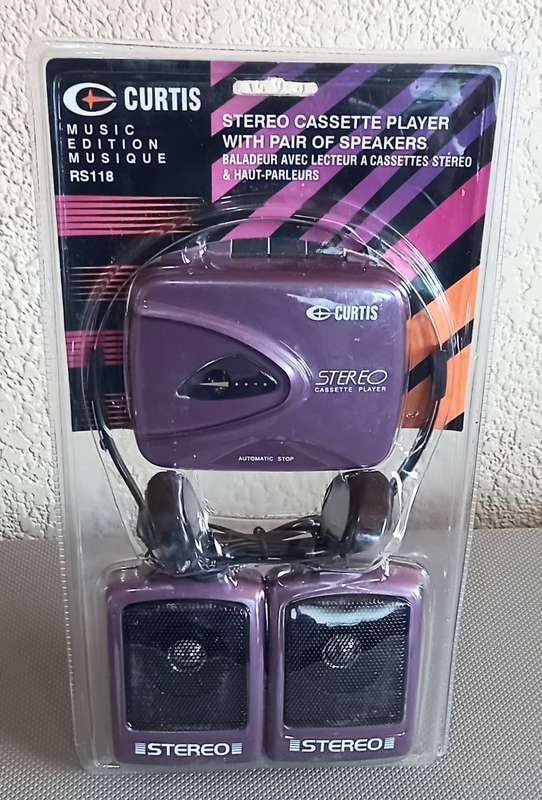 CURTIS
MUSIC
EDITION
MUSIQUE
RS118
STEREO CASSETTE PLAYER
WITH PAIR OF SPEAKERS
BALADEUR AVEC LECTEUR A CASSETTES STÉRÉO
& HAUT-PARLEURS
CURTIS
STEREO
CASSETTE PLAYER
AUTOMATIC STOP
STEREO
STEREO